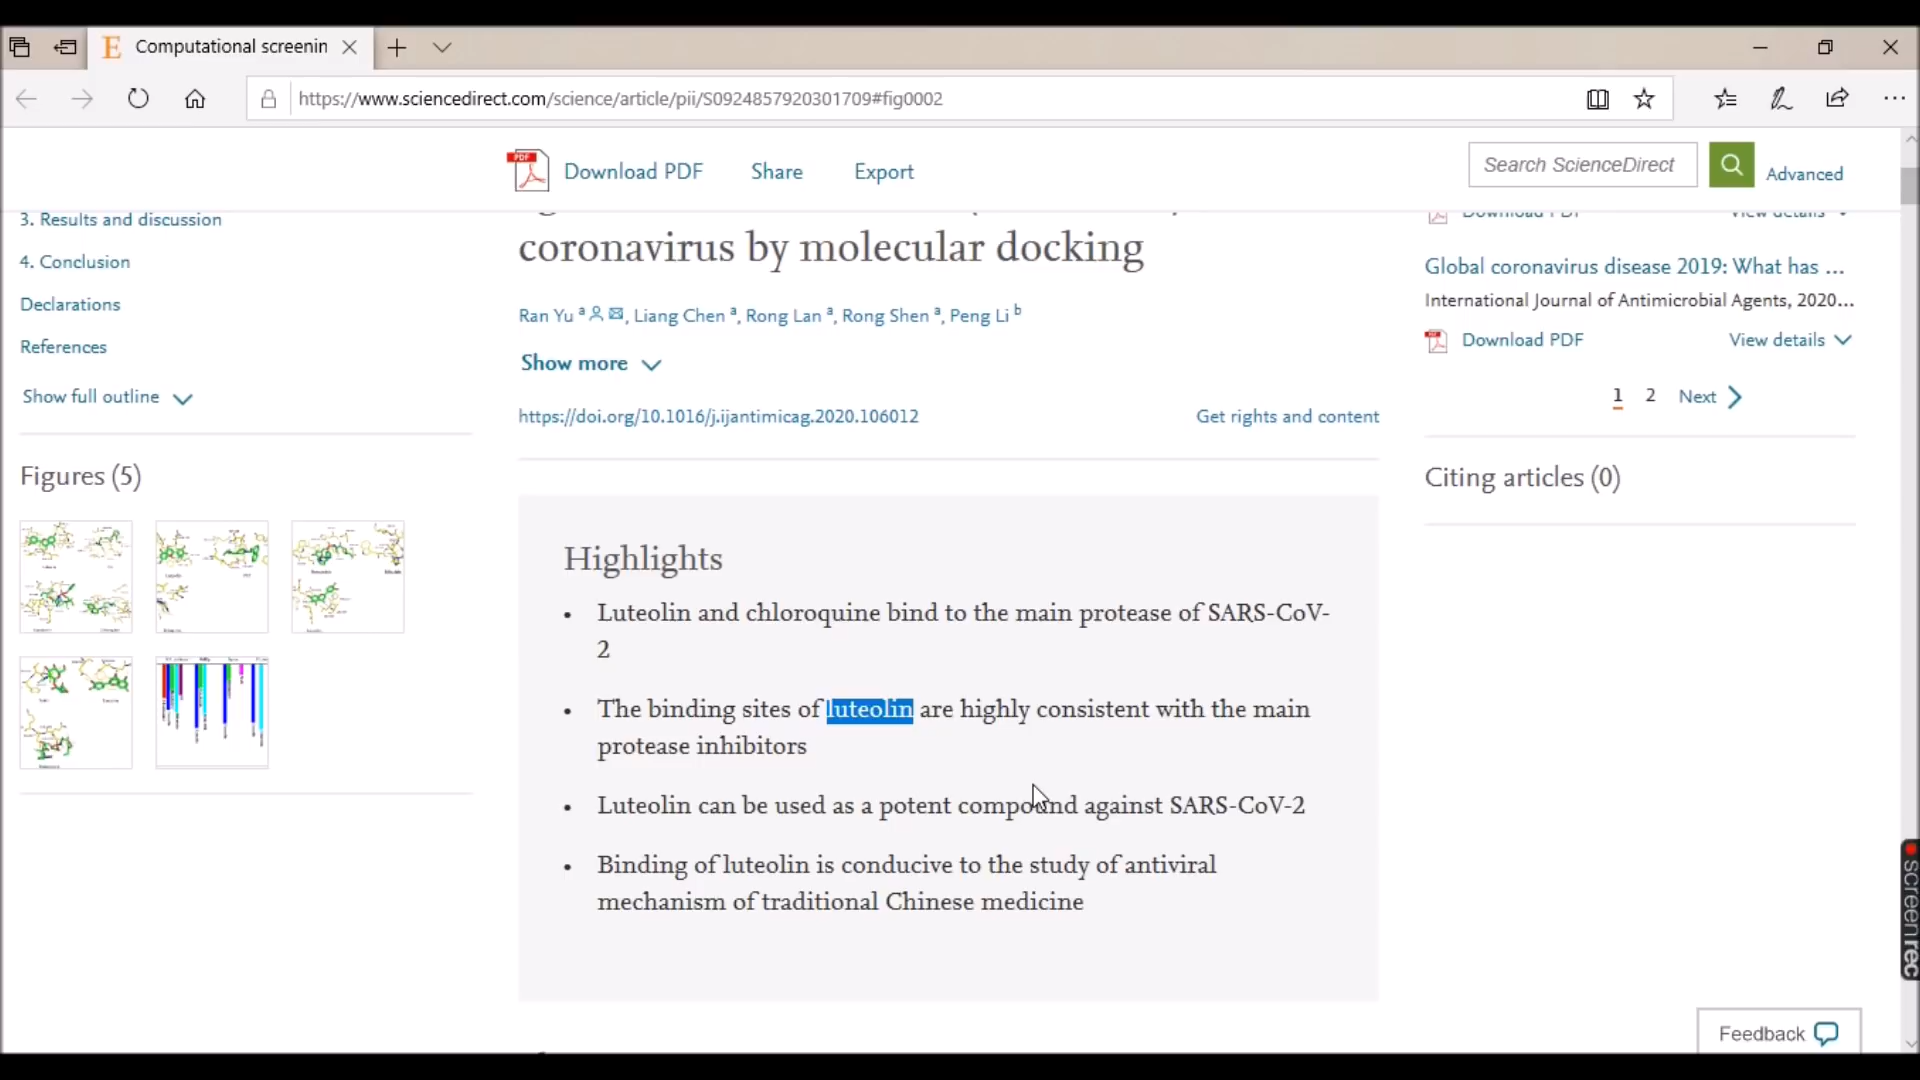 Computational screenin
https://www.sciencedirect.com/science/article/pii/S0924857920301709#fig0002
PDF
Download PDF
Share
Export
Search ScienceDirect
Advanced
3. Results and discussion
4. Conclusion
Declarations
References
Show full outline
Figures (5)
coronavirus by molecular docking
Ran Yu a, Liang Chen a, Rong Lan a, Rong Shen a, Peng Li b
Show more
https://doi.org/10.1016/j.ijantimicag.2020.106012
Get rights and content
Highlights
• Luteolin and chloroquine bind to the main protease of SARS-CoV-
2
• The binding sites of luteolin are highly consistent with the main
protease inhibitors
• Luteolin can be used as a potent compound against SARS-CoV-2
• Binding of luteolin is conducive to the study of antiviral
mechanism of traditional Chinese medicine
Download PDF
View details
Global coronavirus disease 2019: What has ...
International Journal of Antimicrobial Agents, 2020...
Download PDF
View details
1 2 Next
Citing articles (0)
Feedback
screenrec